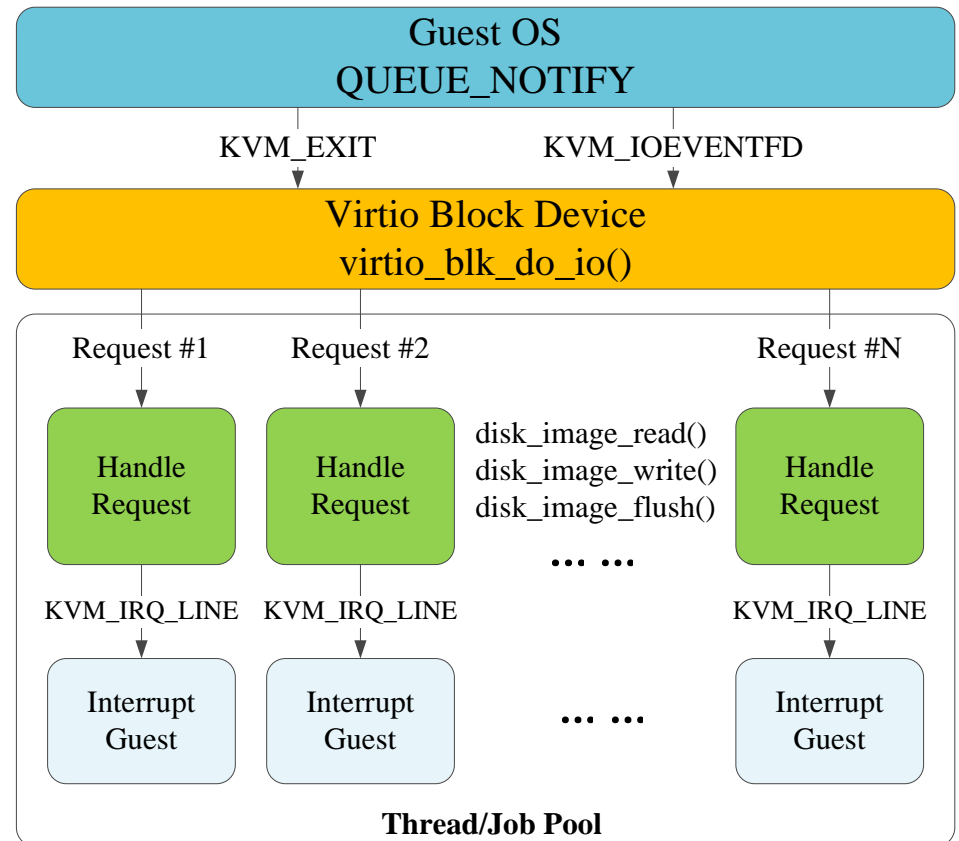 Guest OS
QUEUE_NOTIFY
KVM_EXIT
KVM_IOEVENTFD
Virtio Block Device
virtio_blk_do_io()
Request #1
Request #2
Request #N
Handle
Request
Handle
Request
disk_image_read()
disk_image_write()
disk_image_flush()
... ...
Handle
Request
KVM_IRQ_LINE
KVM_IRQ_LINE
KVM_IRQ_LINE
Interrupt
Guest
Interrupt
Guest
... ...
Interrupt
Guest
Thread/Job Pool